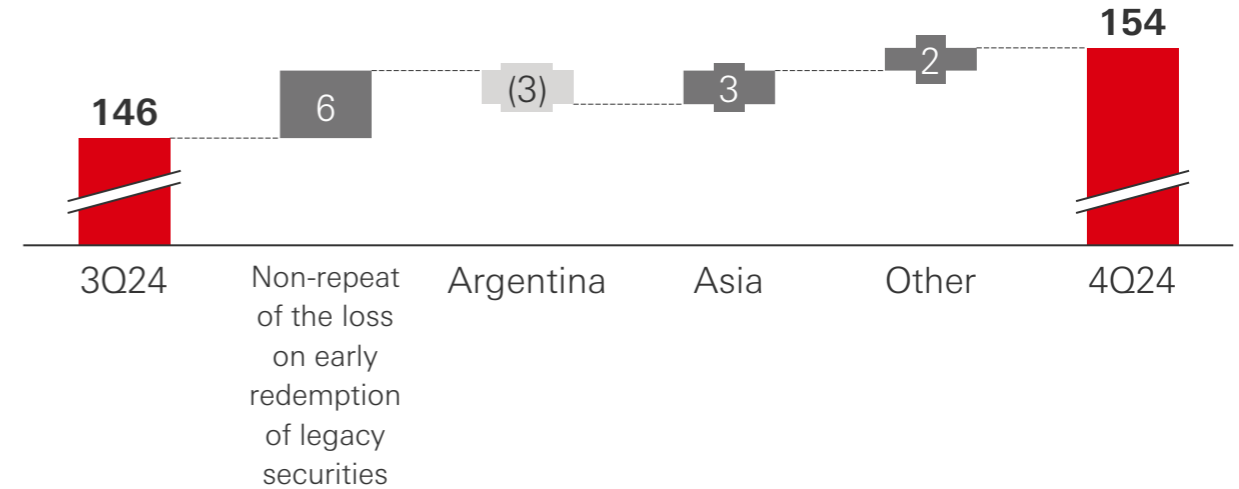 154
146
6
(3)
3
2
3Q24
Non-repeat
of the loss
on early
redemption
of legacy
securities
Argentina
Asia
Other
4Q24